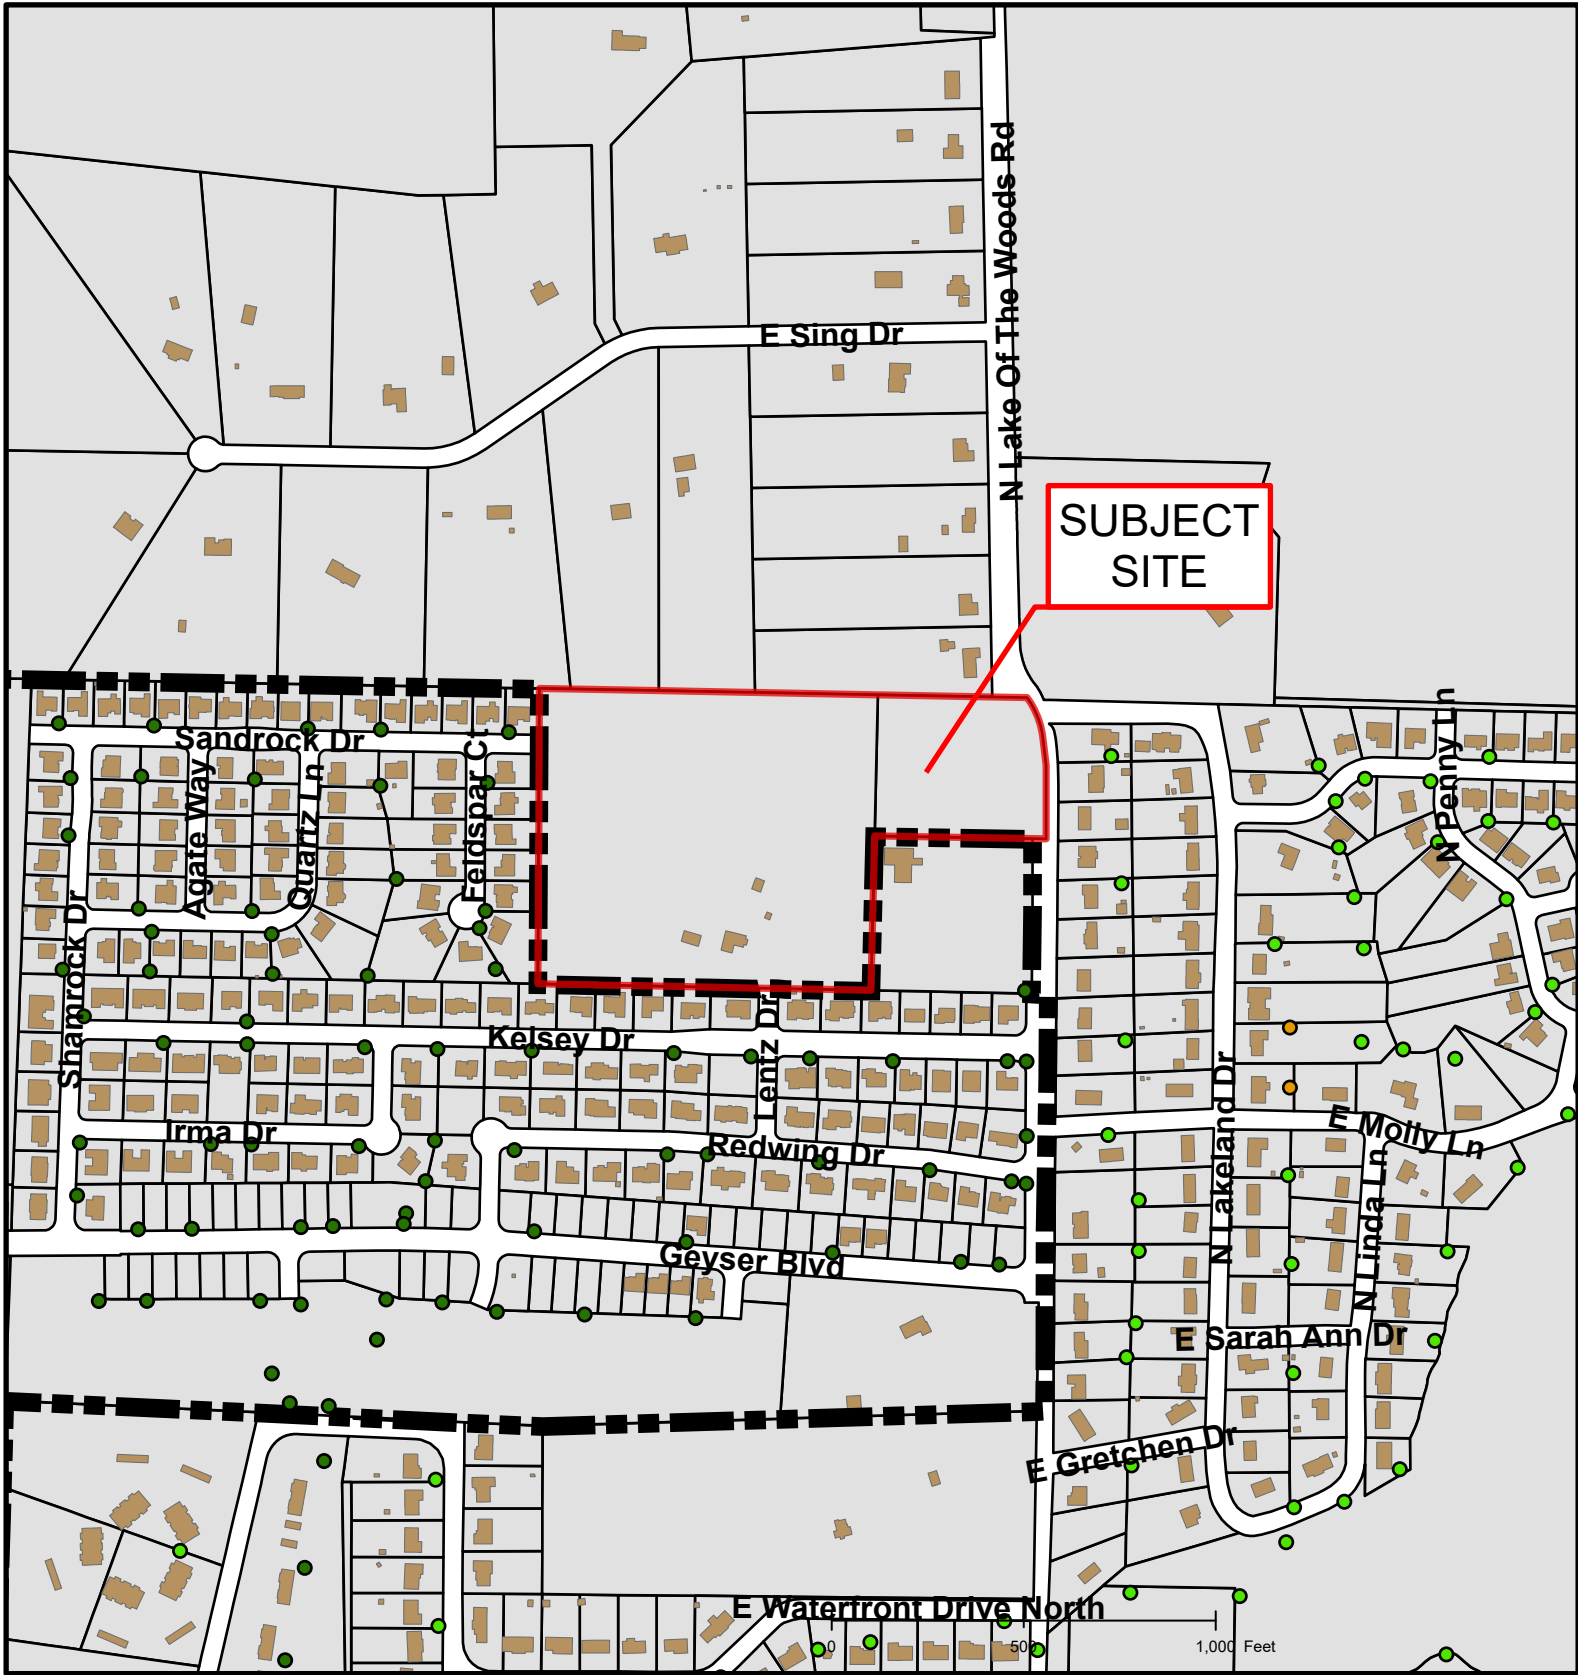 N Lake Of The Woods Rd
E Sing Dr
SUBJECT
SITE
Sandrock Dr
Agate Way
Quartz Ln
Feldspar Ct
N Penny Ln
Shamrock Dr
Kelsey Dr
Lentz Dr
Irma Dr
Redwing Dr
N Lakeland Dr
E Molly Ln
N Linda Ln
Geyser Blvd
E Sarah Ann Dr
E Gretchen Dr
E Waterfront Drive North
0 500 1,000 Feet